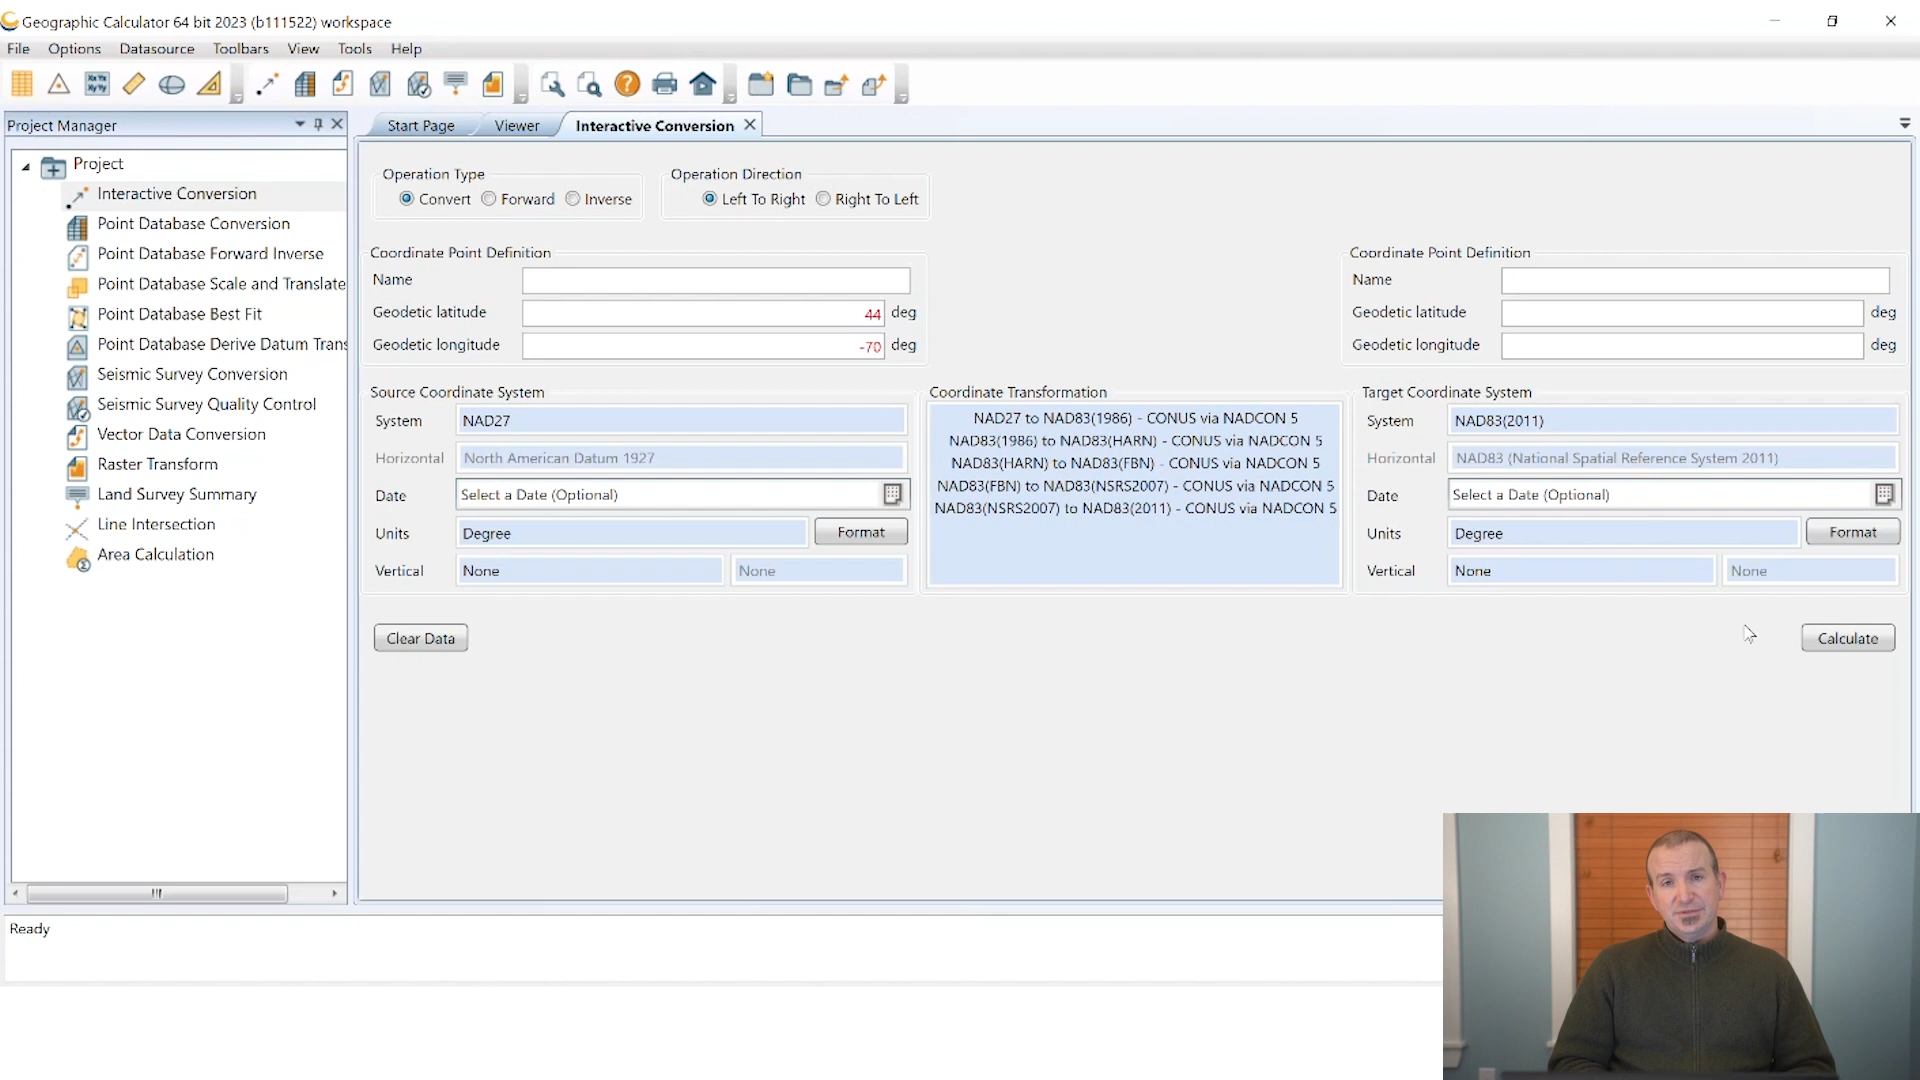 Geographic Calculator 64 bit 2023 (b111522) workspace
File Options Datasource Toolbars View Tools Help
Project Manager
Project
Interactive Conversion
Point Database Conversion
Point Database Forward Inverse
Point Database Scale and Translate
Point Database Best Fit
Point Database Derive Datum Trans
Seismic Survey Conversion
Seismic Survey Quality Control
Vector Data Conversion
Raster Transform
Land Survey Summary
Line Intersection
Area Calculation
Start Page Viewer Interactive Conversion
Operation Type
Convert Forward Inverse
Operation Direction
Left To Right Right To Left
Coordinate Point Definition
Name
Geodetic latitude 44 deg
Geodetic longitude -70 deg
Coordinate Point Definition
Name
Geodetic latitude deg
Geodetic longitude deg
Source Coordinate System
System NAD27
Horizontal North American Datum 1927
Date Select a Date (Optional)
Units Degree Format
Vertical None None
Coordinate Transformation
NAD27 to NAD83(1986) - CONUS via NADCON 5
NAD83(1986) to NAD83(HARN) - CONUS via NADCON 5
NAD83(HARN) to NAD83(FBN) - CONUS via NADCON 5
NAD83(FBN) to NAD83(NSRS2007) - CONUS via NADCON 5
NAD83(NSRS2007) to NAD83(2011) - CONUS via NADCON 5
Target Coordinate System
System NAD83(2011)
Horizontal NAD83 (National Spatial Reference System 2011)
Date Select a Date (Optional)
Units Degree Format
Vertical None None
Clear Data
Calculate
Ready